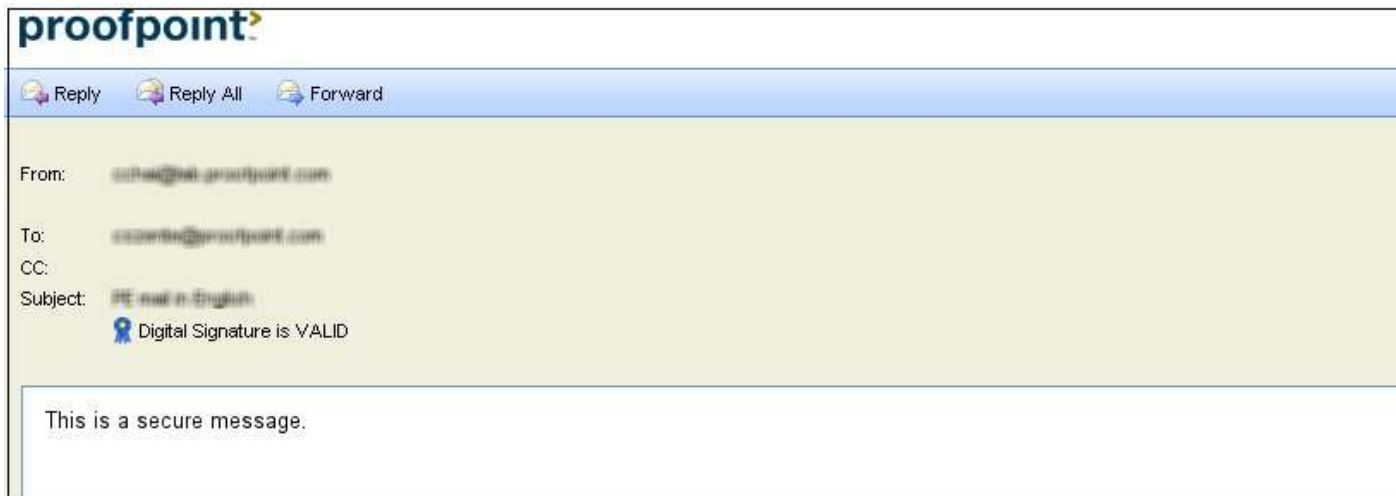 proofpoint
Reply Reply All Forward
From:
To:
CC:
Subject:
Digital Signature is VALID
This is a secure message.